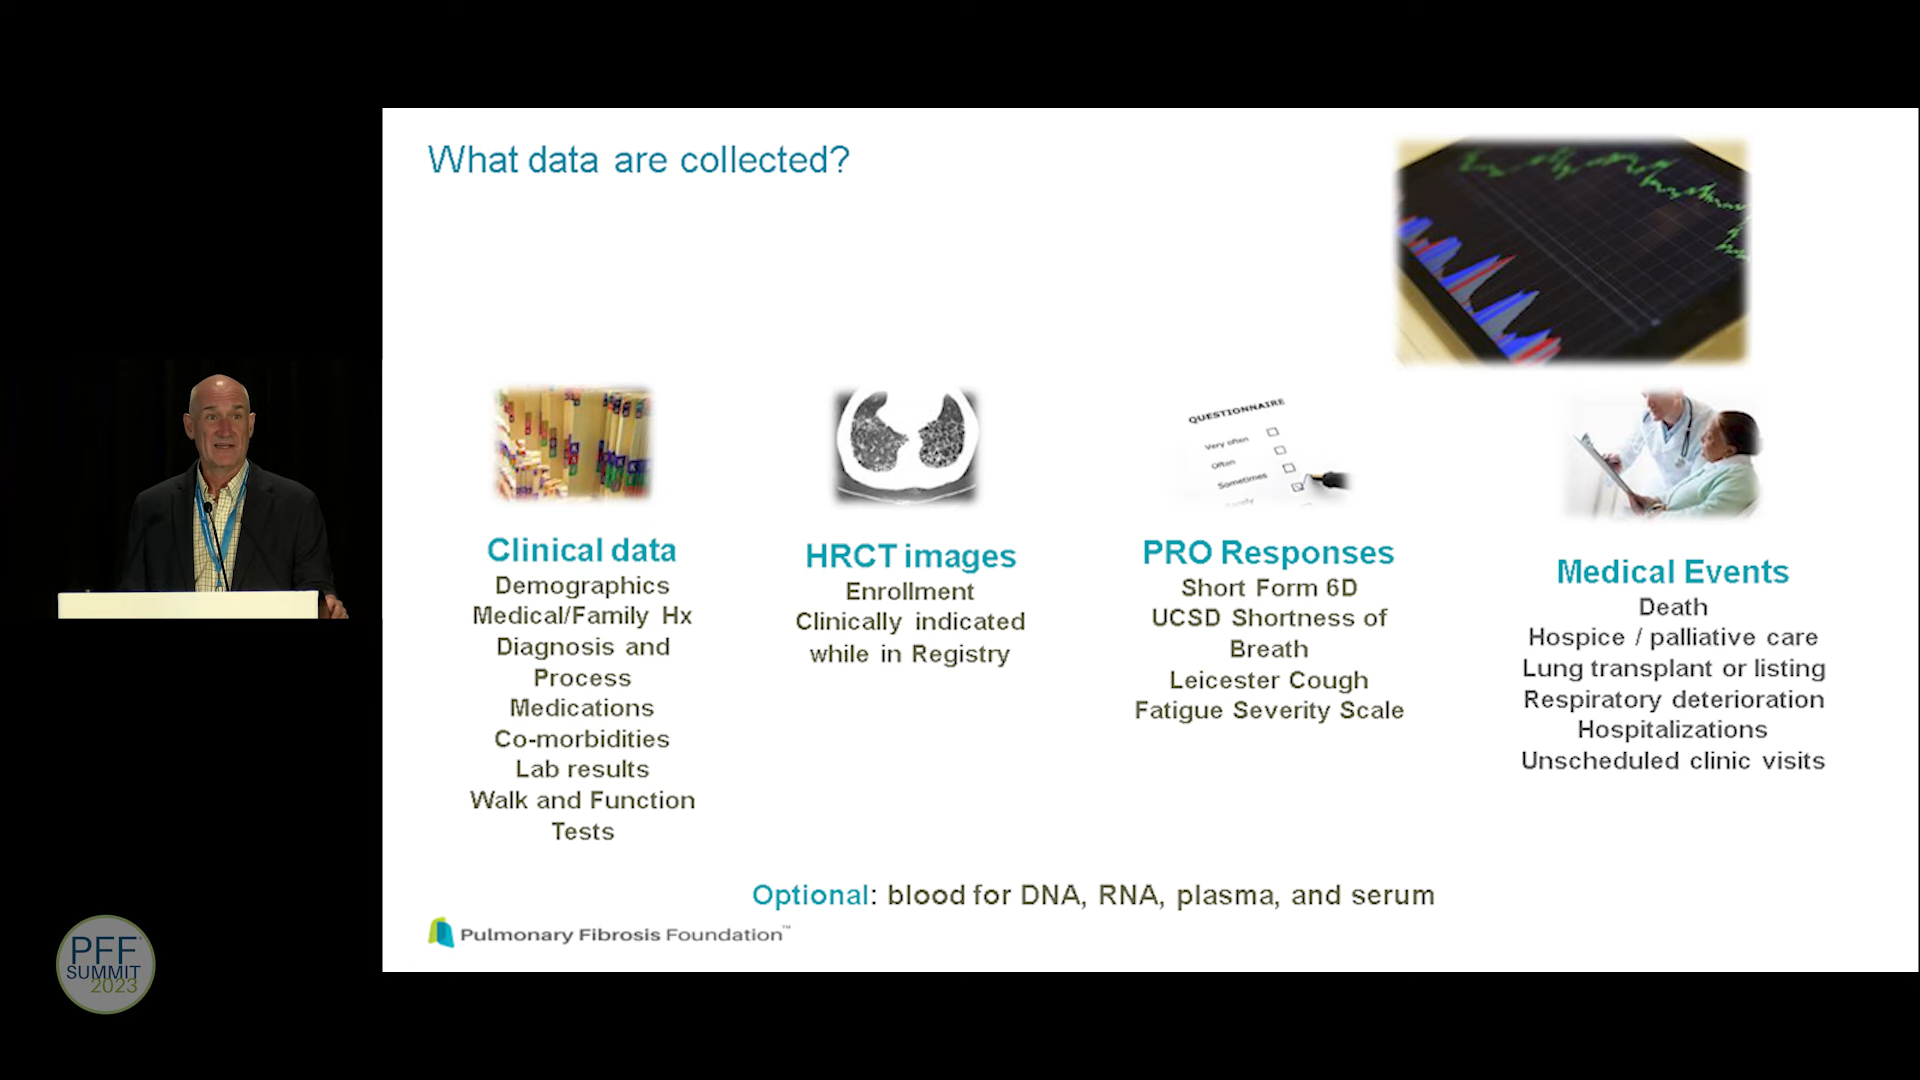 What data are collected?
QUESTIONNAIRE
Very often
Often
Sometimes
Clinical data
Demographics
Medical/Family Hx
Diagnosis and
Process
Medications
Co-morbidities
Lab results
Walk and Function
Tests
HRCT images
Enrollment
Clinically indicated
while in Registry
PRO Responses
Short Form 6D
UCSD Shortness of
Breath
Leicester Cough
Fatigue Severity Scale
Medical Events
Death
Hospice / palliative care
Lung transplant or listing
Respiratory deterioration
Hospitalizations
Unscheduled clinic visits
Optional: blood for DNA, RNA, plasma, and serum
Pulmonary Fibrosis Foundation™
PFF
SUMMIT
2023